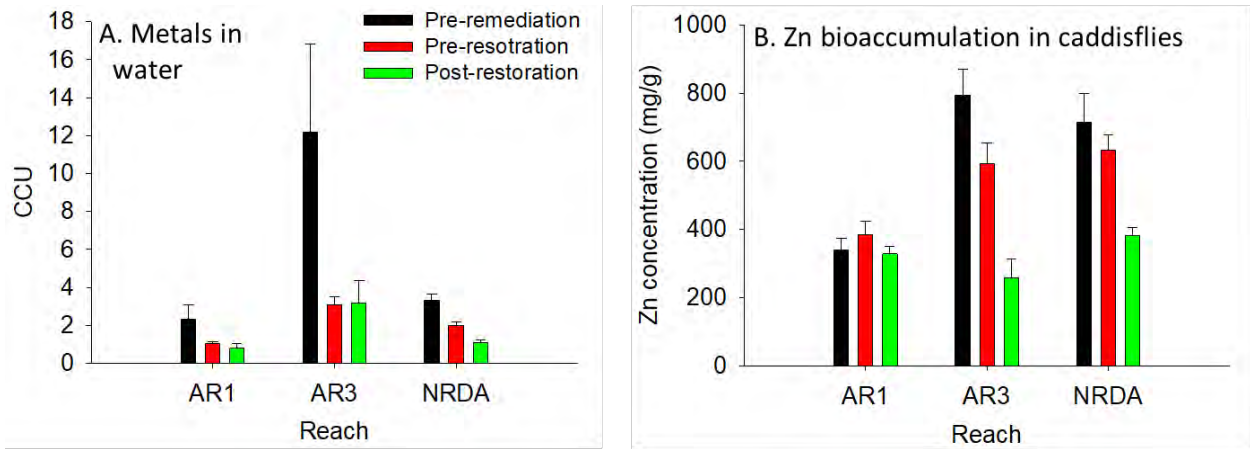 A. Metals in
water
Pre-remediation
Pre-resotration
Post-restoration
CCU
18
16
14
12
10
8
6
4
2
0
AR1
AR3
NRDA
Reach
B. Zn bioaccumulation in caddisflies
Zn concentration (mg/g)
1000
800
600
400
200
0
AR1
AR3
NRDA
Reach